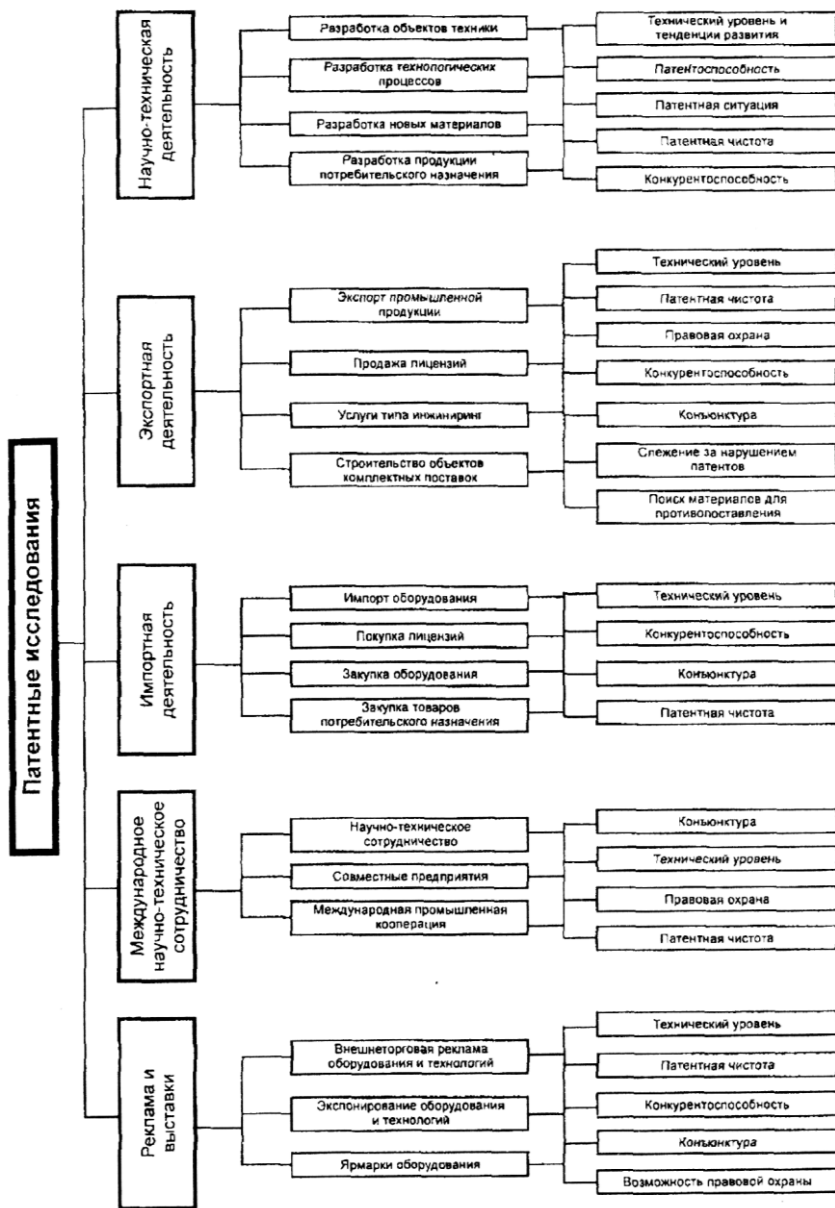 Патентные исследования
Научно-техническая
деятельность
Разработка объектов техники
Разработка технологических
процессов
Разработка новых материалов
Разработка продукции
потребительского назначения
Технический уровень и
тенденции развития
Патентоспособность
Патентная ситуация
Патентная чистота
Конкурентоспособность
Экспортная
деятельность
Экспорт промышленной
продукции
Продажа лицензий
Услуги типа инжиниринг
Строительство объектов
комплектных поставок
Технический уровень
Патентная чистота
Правовая охрана
Конкурентоспособность
Конъюнктура
Слежение за нарушением
патентов
Поиск материалов для
противопоставления
Импортная
деятельность
Импорт оборудования
Покупка лицензий
Закупка оборудования
Закупка товаров
потребительского назначения
Технический уровень
Конкурентоспособность
Конъюнктура
Патентная чистота
Международное
научно-техническое
сотрудничество
Научно-техническое
сотрудничество
Совместные предприятия
Международная промышленная
кооперация
Конъюнктура
Технический уровень
Правовая охрана
Патентная чистота
Реклама и
выставки
Внешнеторговая реклама
оборудования и технологий
Экспонирование оборудования
и технологий
Ярмарки оборудования
Технический уровень
Патентная чистота
Конкурентоспособность
Конъюнктура
Возможность правовой охраны